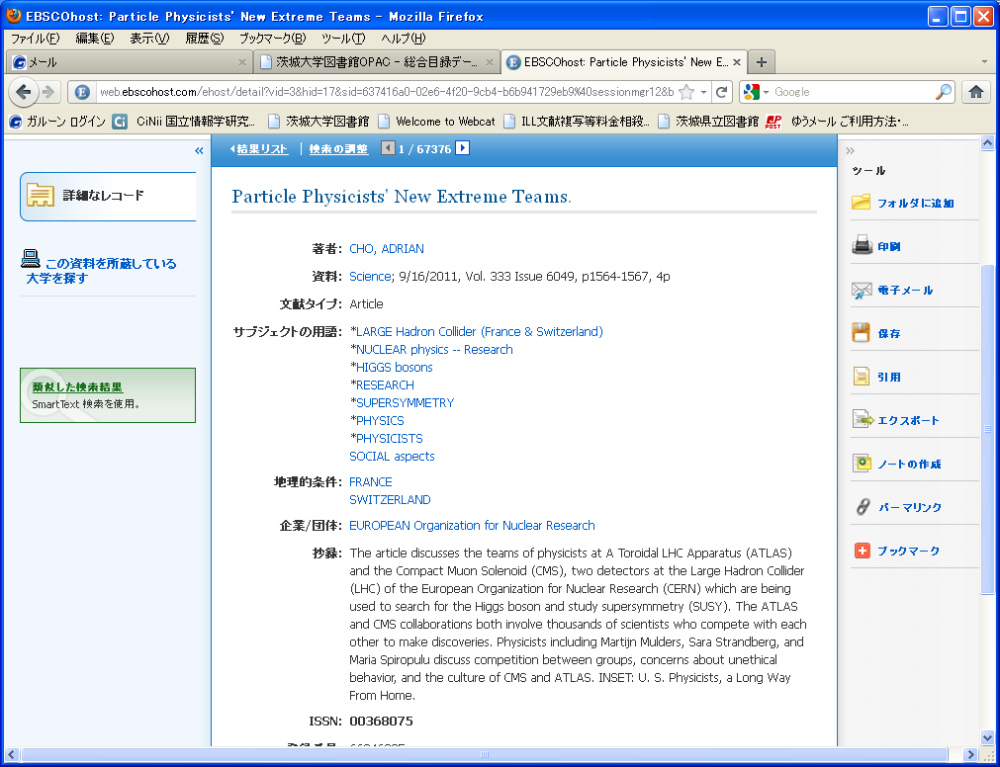 EBSCOhost: Particle Physicists' New Extreme Teams - Mozilla Firefox
ファイル(F) 編集(E) 表示(V) 履歴(S) ブックマーク(B) ツール(T) ヘルプ(H)
メール
茨城大学図書館OPAC - 総合目録デー...
EBSCOhost: Particle Physicists' New E...
web.ebscohost.com/ehost/detail?vid=3&hid=17&sid=637416a0-02e6-4f20-9cb4-b6b941729eb9%40sessionmgr12&b
Google
ガルーン ログイン CiNii 国立情報学研究... 茨城大学図書館 Welcome to Webcat ILL文献複写等料金相殺... 茨城県立図書館 ゆうメール ご利用方法・...
«
詳細なレコード
この資料を所蔵している
大学を探す
類似した検索結果
SmartText 検索を使用。
結果リスト | 検索の調整 1 / 67376
Particle Physicists' New Extreme Teams.
著者: CHO, ADRIAN
資料: Science; 9/16/2011, Vol. 333 Issue 6049, p1564-1567, 4p
文献タイプ: Article
サブジェクトの用語: *LARGE Hadron Collider (France & Switzerland)
*NUCLEAR physics -- Research
*HIGGS bosons
*RESEARCH
*SUPERSYMMETRY
*PHYSICS
*PHYSICISTS
SOCIAL aspects
地理的条件: FRANCE
SWITZERLAND
企業/団体: EUROPEAN Organization for Nuclear Research
抄録: The article discusses the teams of physicists at A Toroidal LHC Apparatus (ATLAS)
and the Compact Muon Solenoid (CMS), two detectors at the Large Hadron Collider
(LHC) of the European Organization for Nuclear Research (CERN) which are being
used to search for the Higgs boson and study supersymmetry (SUSY). The ATLAS
and CMS collaborations both involve thousands of scientists who compete with each
other to make discoveries. Physicists including Martijn Mulders, Sara Strandberg, and
Maria Spiropulu discuss competition between groups, concerns about unethical
behavior, and the culture of CMS and ATLAS. INSET: U. S. Physicists, a Long Way
From Home.
ISSN: 00368075
»
ツール
フォルダに追加
印刷
電子メール
保存
引用
エクスポート
ノートの作成
パーマリンク
ブックマーク